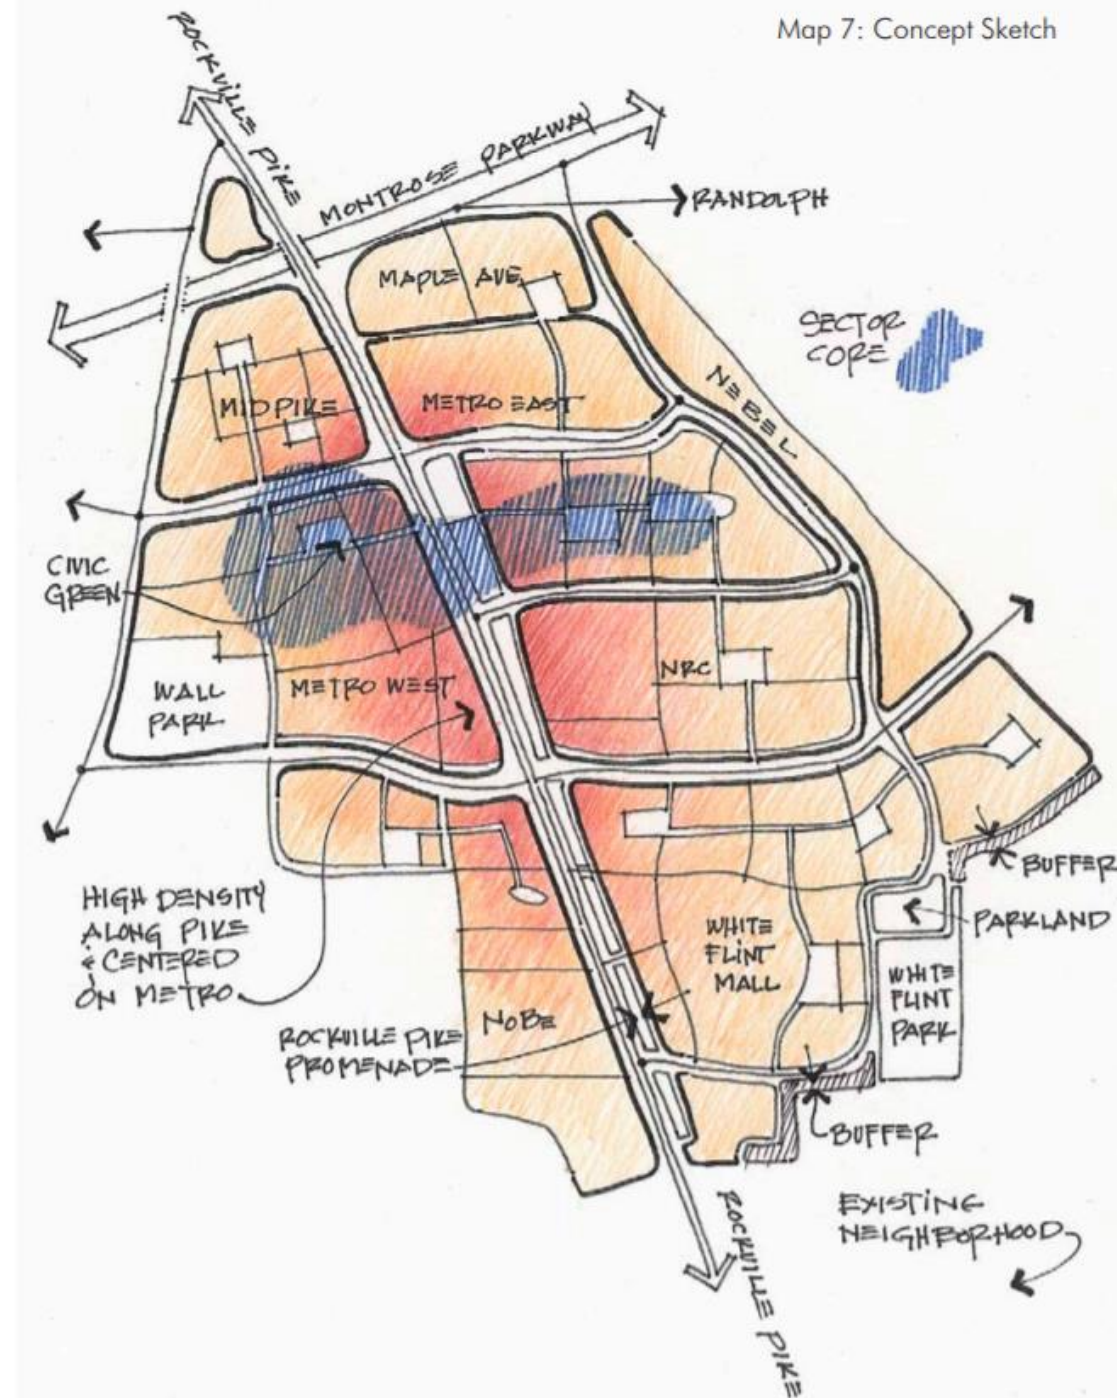 Map 7: Concept Sketch
ROCKVILLE PIKE
MONTROSE PARKWAY
RANDOLPH
MAPLE AVE.
SECTOR
CORE
NEBEL
MID PIKE
METRO EAST
CIVIC
GREEN
NRC
WALL
PARK
METRO WEST
HIGH DENSITY
ALONG PIKE
& CENTERED
ON METRO
BUFFER
PARKLAND
WHITE
FLINT
MALL
WHITE
FLINT
PARK
NOBE
ROCKVILLE PIKE
PROMENADE
BUFFER
EXISTING
NEIGHBORHOOD
ROCKVILLE PIKE